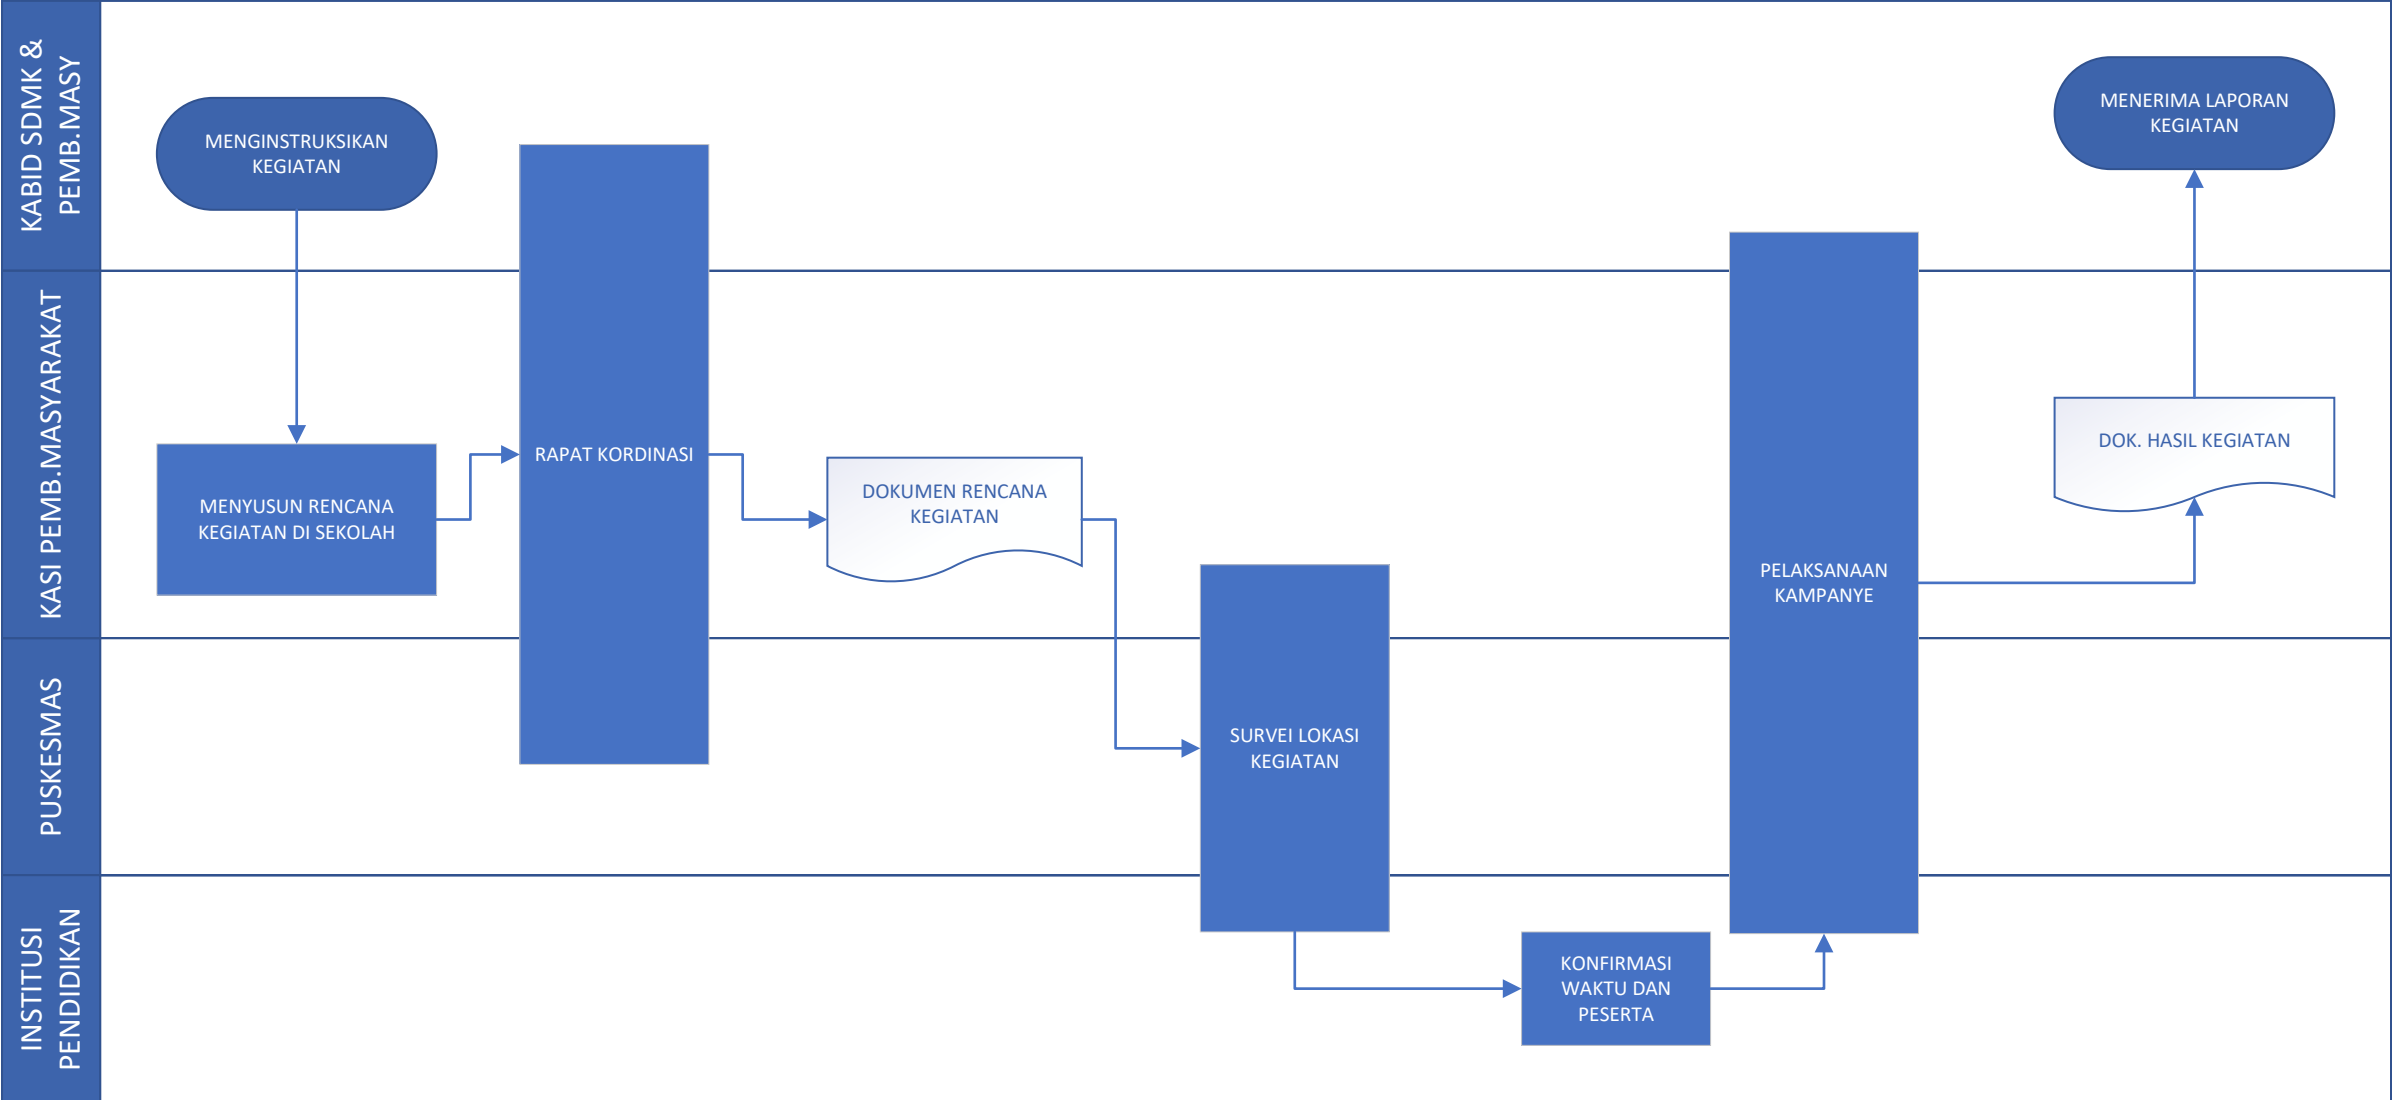 KABID SDMK &
PEMB.MASY
MENGINSTRUKSIKAN
KEGIATAN
MENERIMA LAPORAN
KEGIATAN
KASI PEMB.MASYARAKAT
MENYUSUN RENCANA
KEGIATAN DI SEKOLAH
RAPAT KORDINASI
DOKUMEN RENCANA
KEGIATAN
PELAKSANAAN
KAMPANYE
DOK. HASIL KEGIATAN
PUSKESMAS
SURVEI LOKASI
KEGIATAN
INSTITUSI
PENDIDIKAN
KONFIRMASI
WAKTU DAN
PESERTA